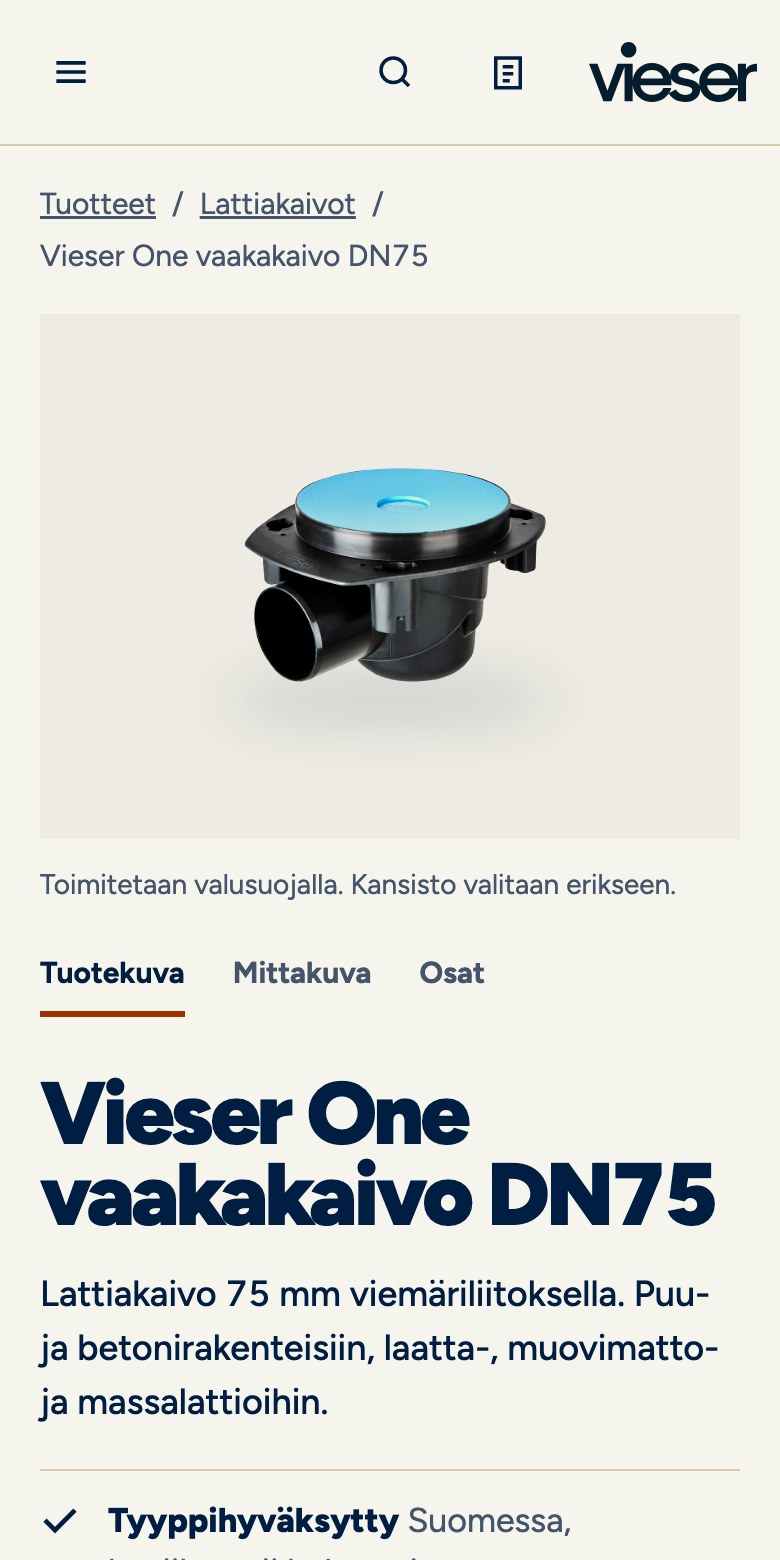 vieser
Tuotteet / Lattiakaivot /
Vieser One vaakakaivo DN75
Toimitetaan valusuojalla. Kansisto valitaan erikseen.
Tuotekuva Mittakuva Osat
Vieser One
vaakakaivo DN75
Lattiakaivo 75 mm viemäriliitoksella. Puu-
ja betonirakenteisiin, laatta-, muovimatto-
ja massalattioihin.
Tyyppihyväksytty Suomessa,